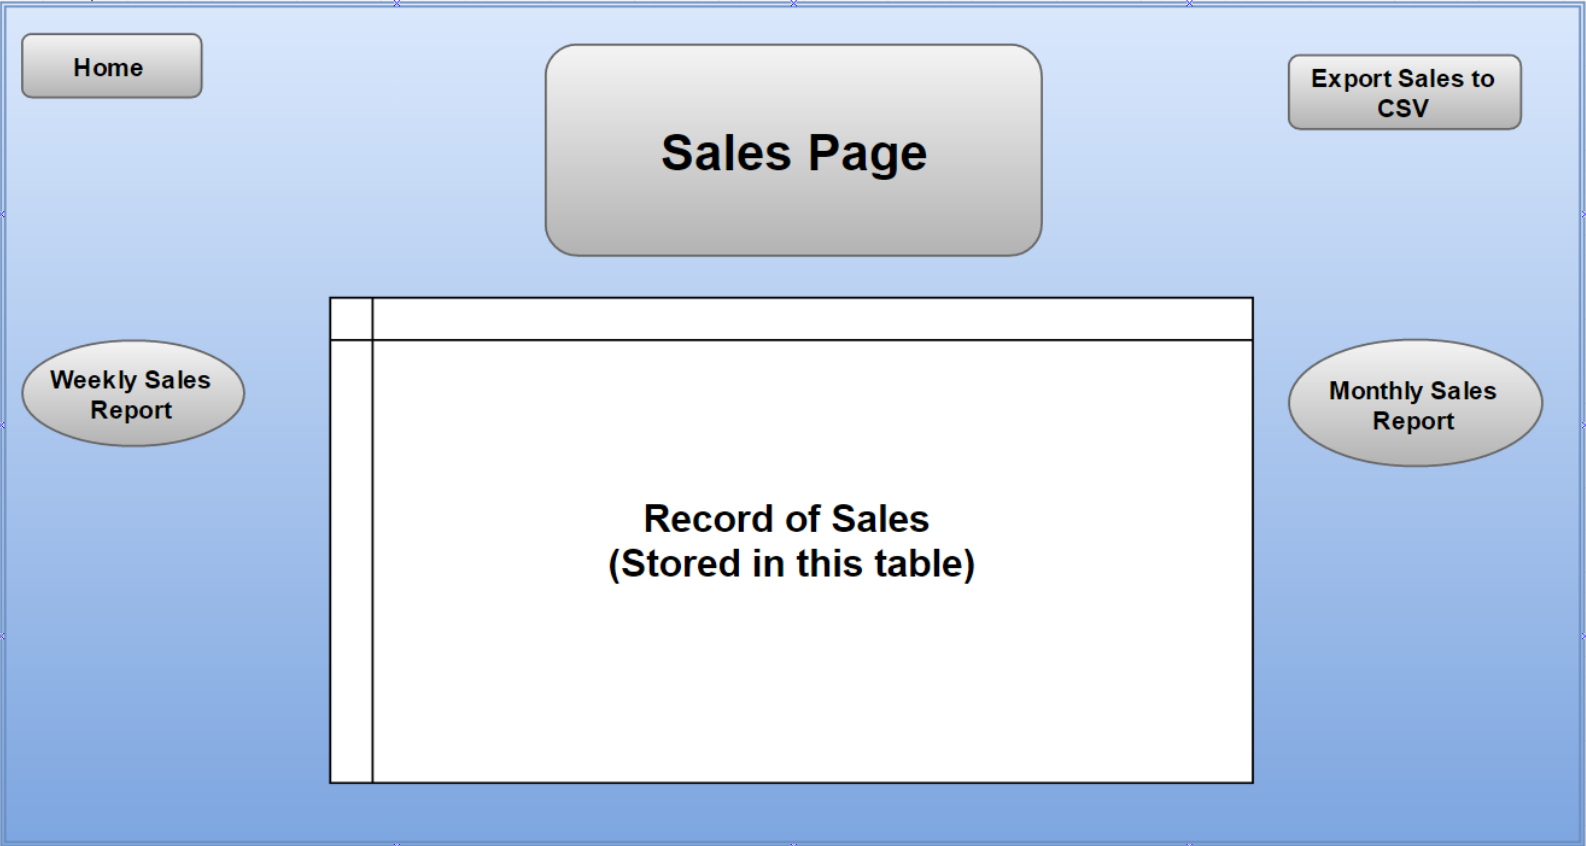 Home
Sales Page
Export Sales to
CSV
Weekly Sales
Report
Record of Sales
(Stored in this table)
Monthly Sales
Report